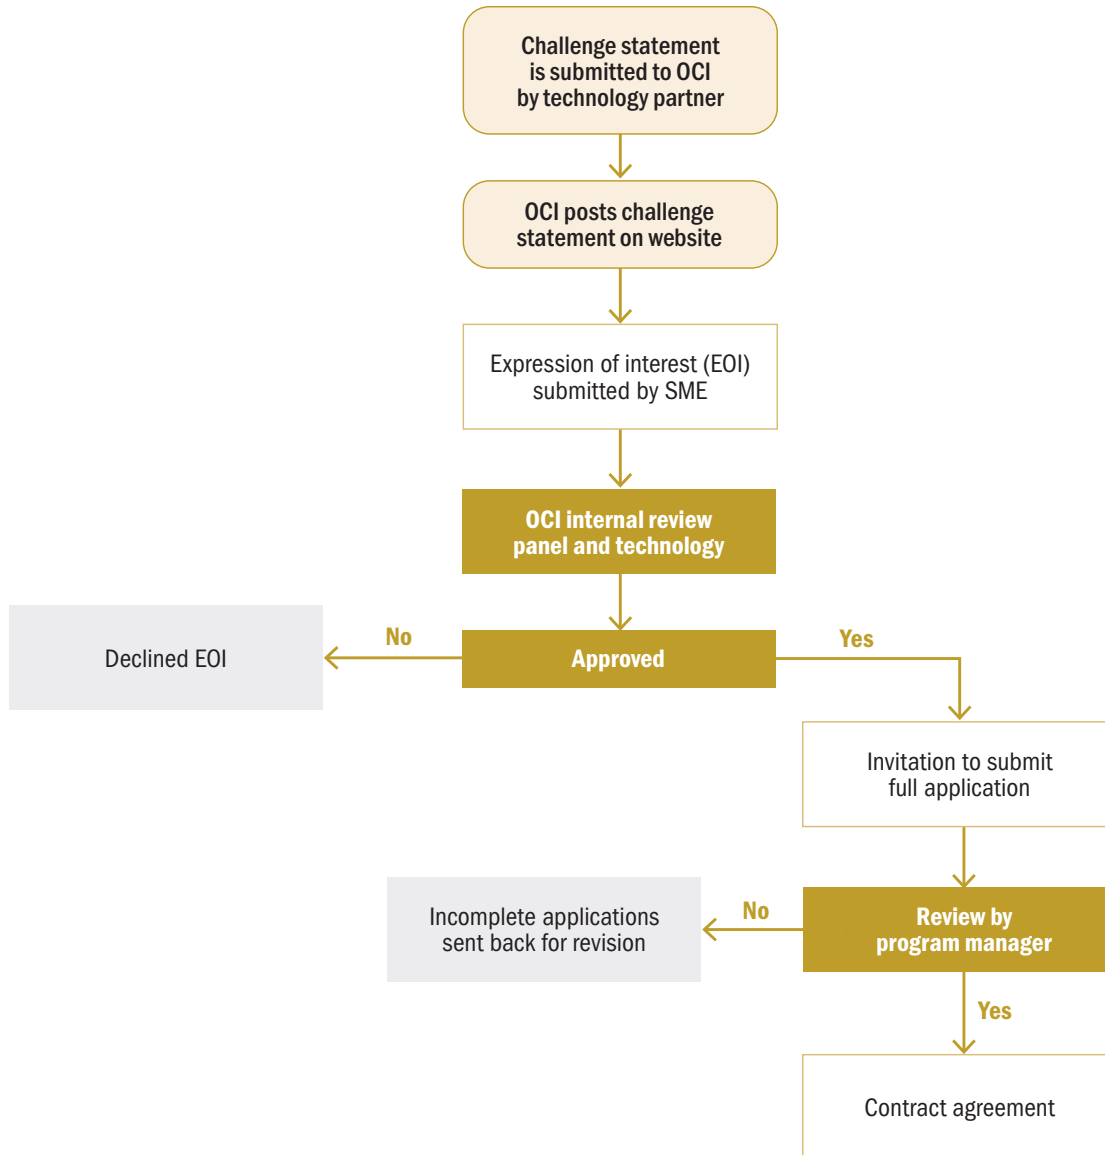 Challenge statement
is submitted to OCI
by technology partner
OCI posts challenge
statement on website
Expression of interest (EOI)
submitted by SME
OCI internal review
panel and technology
No
Declined EOI
Approved
Yes
Invitation to submit
full application
Incomplete applications
sent back for revision
No
Review by
program manager
Yes
Contract agreement